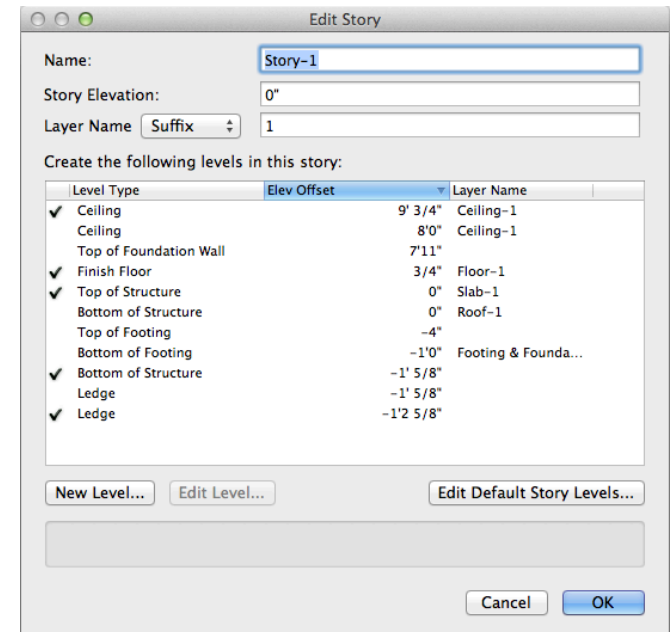 Edit Story
Name: Story-1
Story Elevation: 0"
Layer Name Suffix 1
Create the following levels in this story:
Level Type Elev Offset Layer Name
Ceiling 9' 3/4" Ceiling-1
Ceiling 8'0" Ceiling-1
Top of Foundation Wall 7'11"
Finish Floor 3/4" Floor-1
Top of Structure 0" Slab-1
Bottom of Structure 0" Roof-1
Top of Footing -4"
Bottom of Footing -1'0" Footing & Founda...
Bottom of Structure -1' 5/8"
Ledge -1' 5/8"
Ledge -1'2 5/8"
New Level... Edit Level... Edit Default Story Levels...
Cancel OK